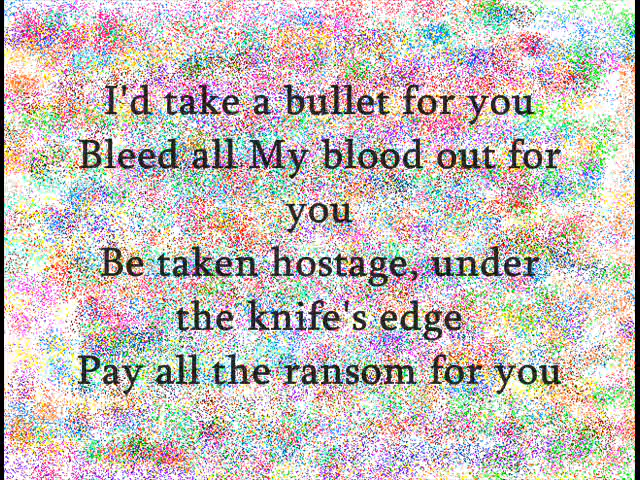 I'd take a bullet for you
Bleed all My blood out for
you
Be taken hostage, under
the knife's edge
Pay all the ransom for you